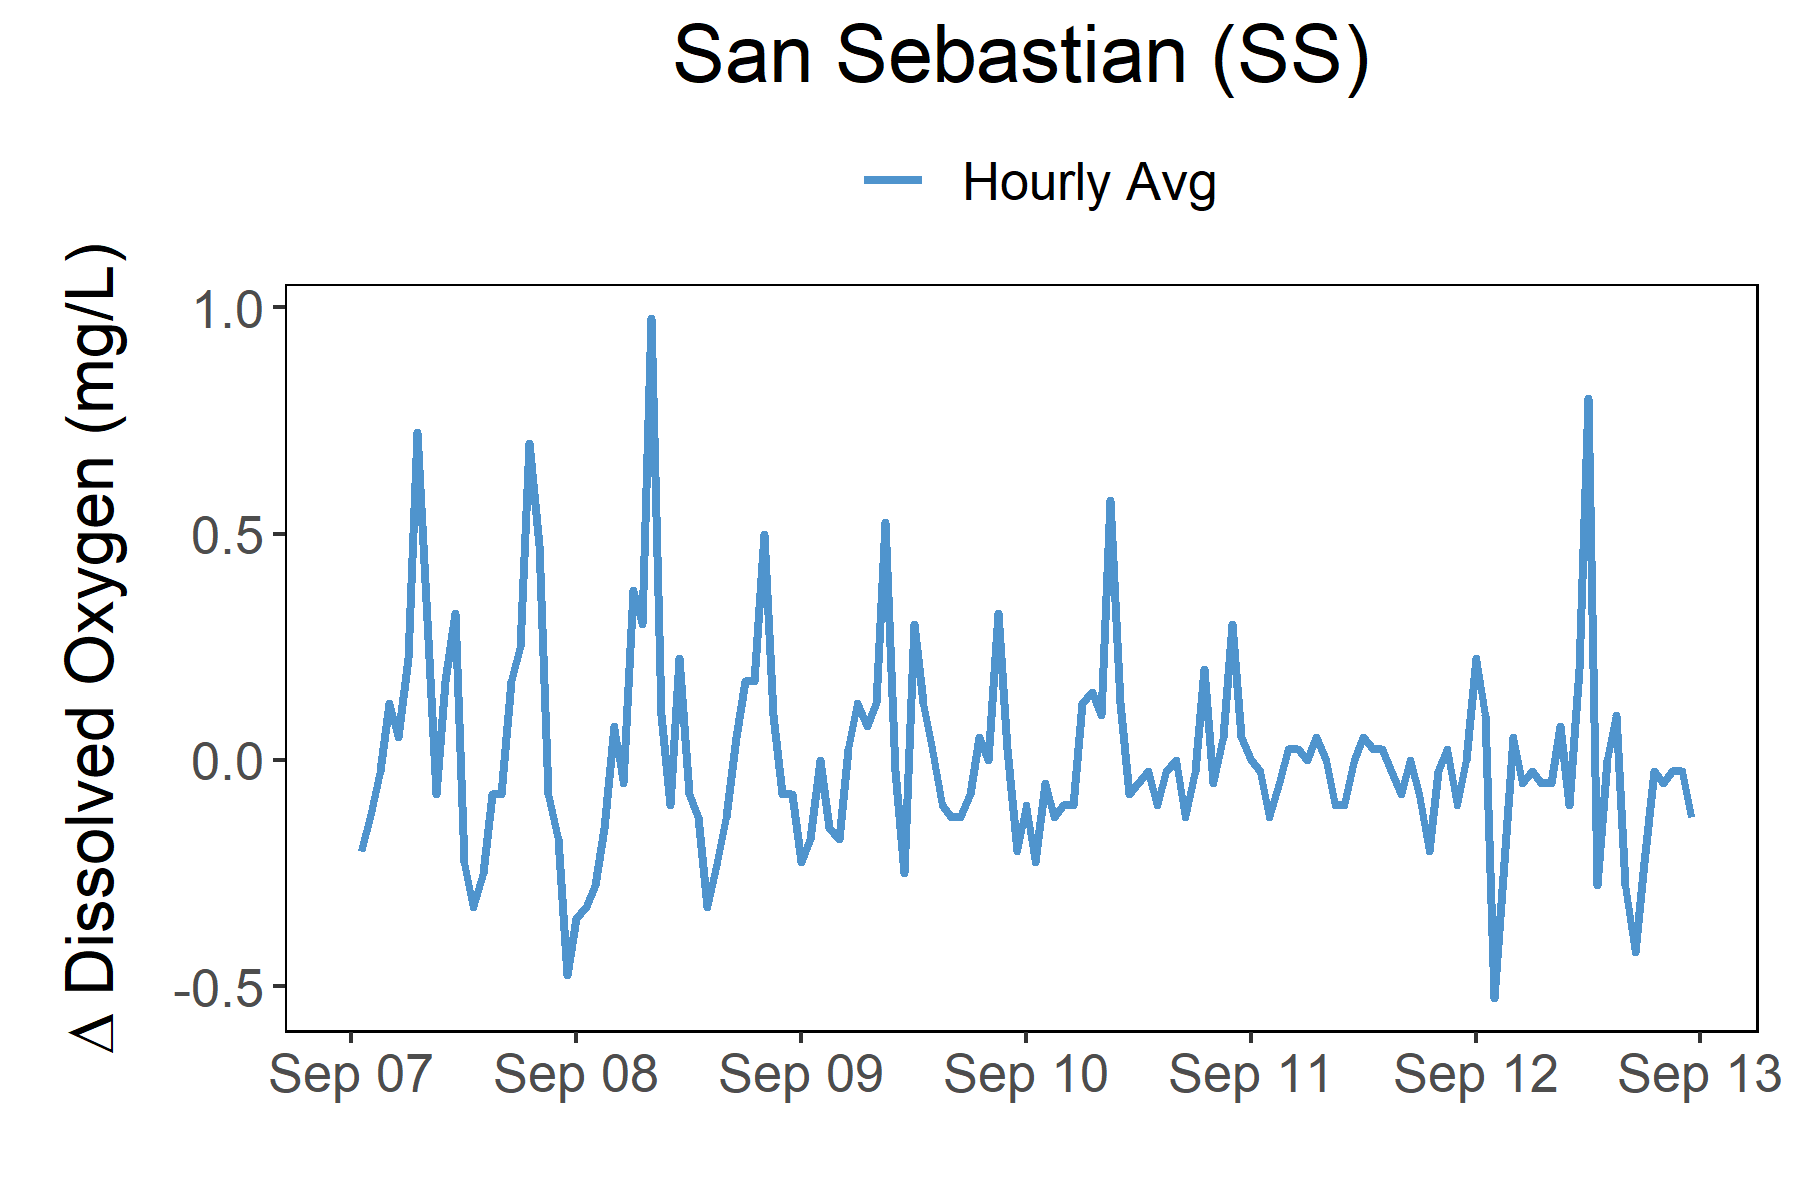 San Sebastian (SS)
Hourly Avg
Δ Dissolved Oxygen (mg/L)
1.0
0.5
0.0
-0.5
Sep 07 Sep 08 Sep 09 Sep 10 Sep 11 Sep 12 Sep 13